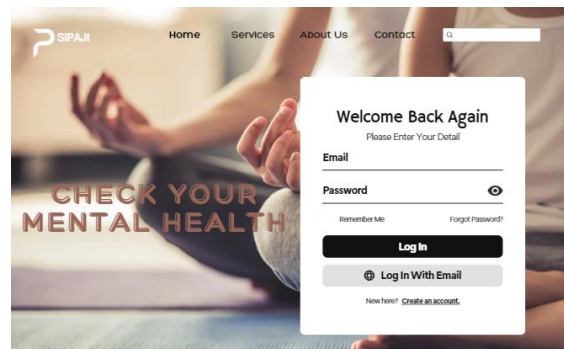 SIPAJI
Home Services About Us Contact
CHECK YOUR
MENTAL HEALTH
Welcome Back Again
Please Enter Your Detail
Email
Password
Remember Me Forgot Password?
Log In
Log In With Email
New here? Create an account.